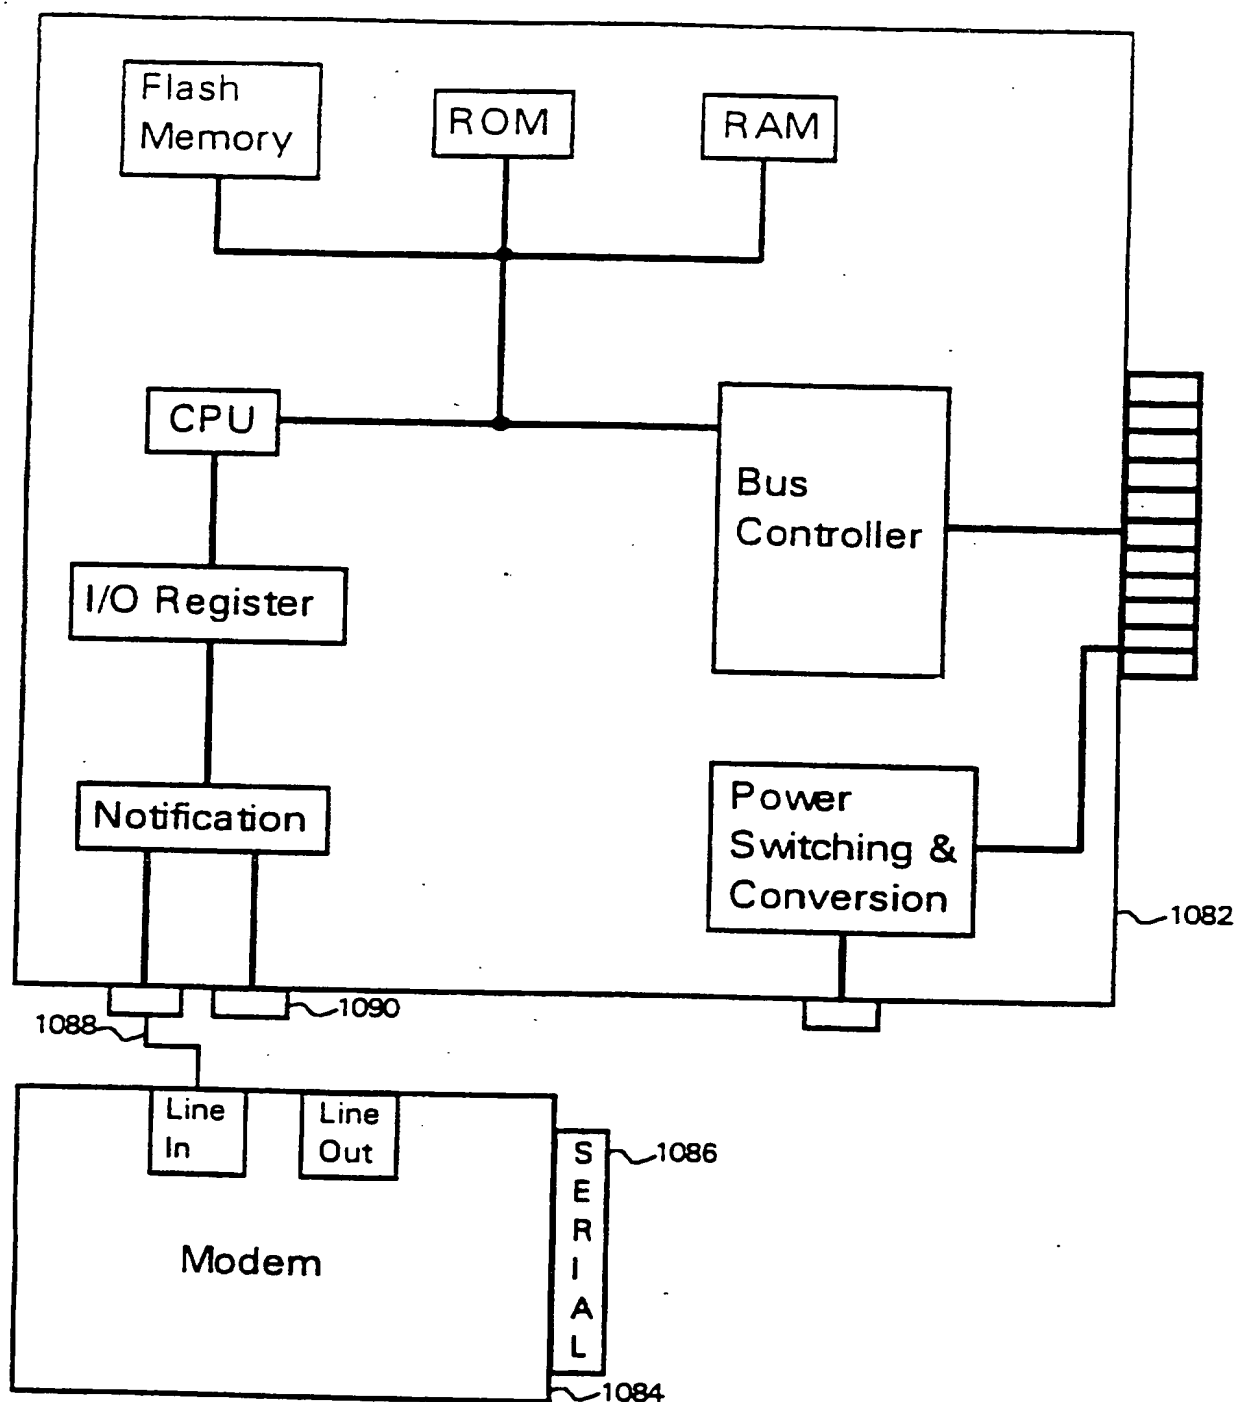 Flash
Memory
ROM
RAM
CPU
Bus
Controller
I/O Register
Notification
Power
Switching &
Conversion
1082
1090
1088
Line
In
Line
Out
SERIAL
1086
Modem
1084